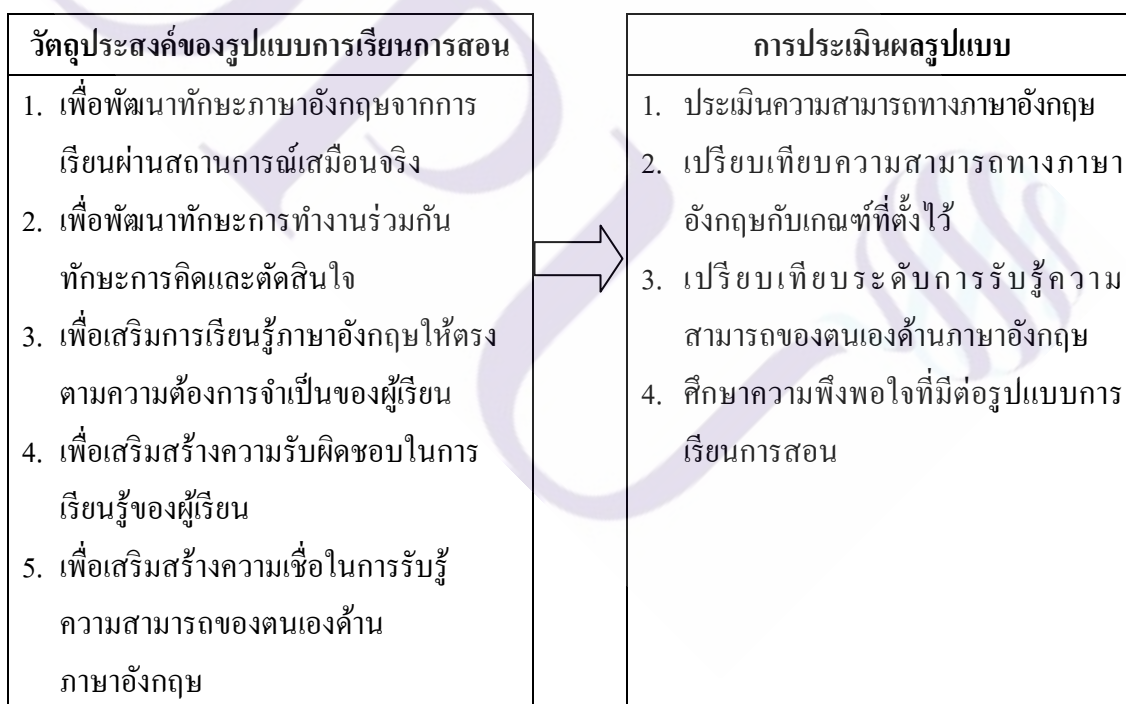 วัตถุประสงค์ของรูปแบบการเรียนการสอน
1. เพื่อพัฒนาทักษะภาษาอังกฤษจากการ
เรียนผ่านสถานการณ์เสมือนจริง
2. เพื่อพัฒนาทักษะการทำงานร่วมกัน
ทักษะการคิดและตัดสินใจ
3. เพื่อเสริมการเรียนรู้ภาษาอังกฤษให้ตรง
ตามความต้องการจำเป็นของผู้เรียน
4. เพื่อเสริมสร้างความรับผิดชอบในการ
เรียนรู้ของผู้เรียน
5. เพื่อเสริมสร้างความเชื่อในการรับรู้
ความสามารถของตนเองด้าน
ภาษาอังกฤษ
การประเมินผลรูปแบบ
1. ประเมินความสามารถทางภาษาอังกฤษ
2. เปรียบเทียบความสามารถทางภาษา
อังกฤษกับเกณฑ์ที่ตั้งไว้
3. เปรียบเทียบระดับการรับรู้ความ
สามารถของตนเองด้านภาษาอังกฤษ
4. ศึกษาความพึงพอใจที่มีต่อรูปแบบการ
เรียนการสอน